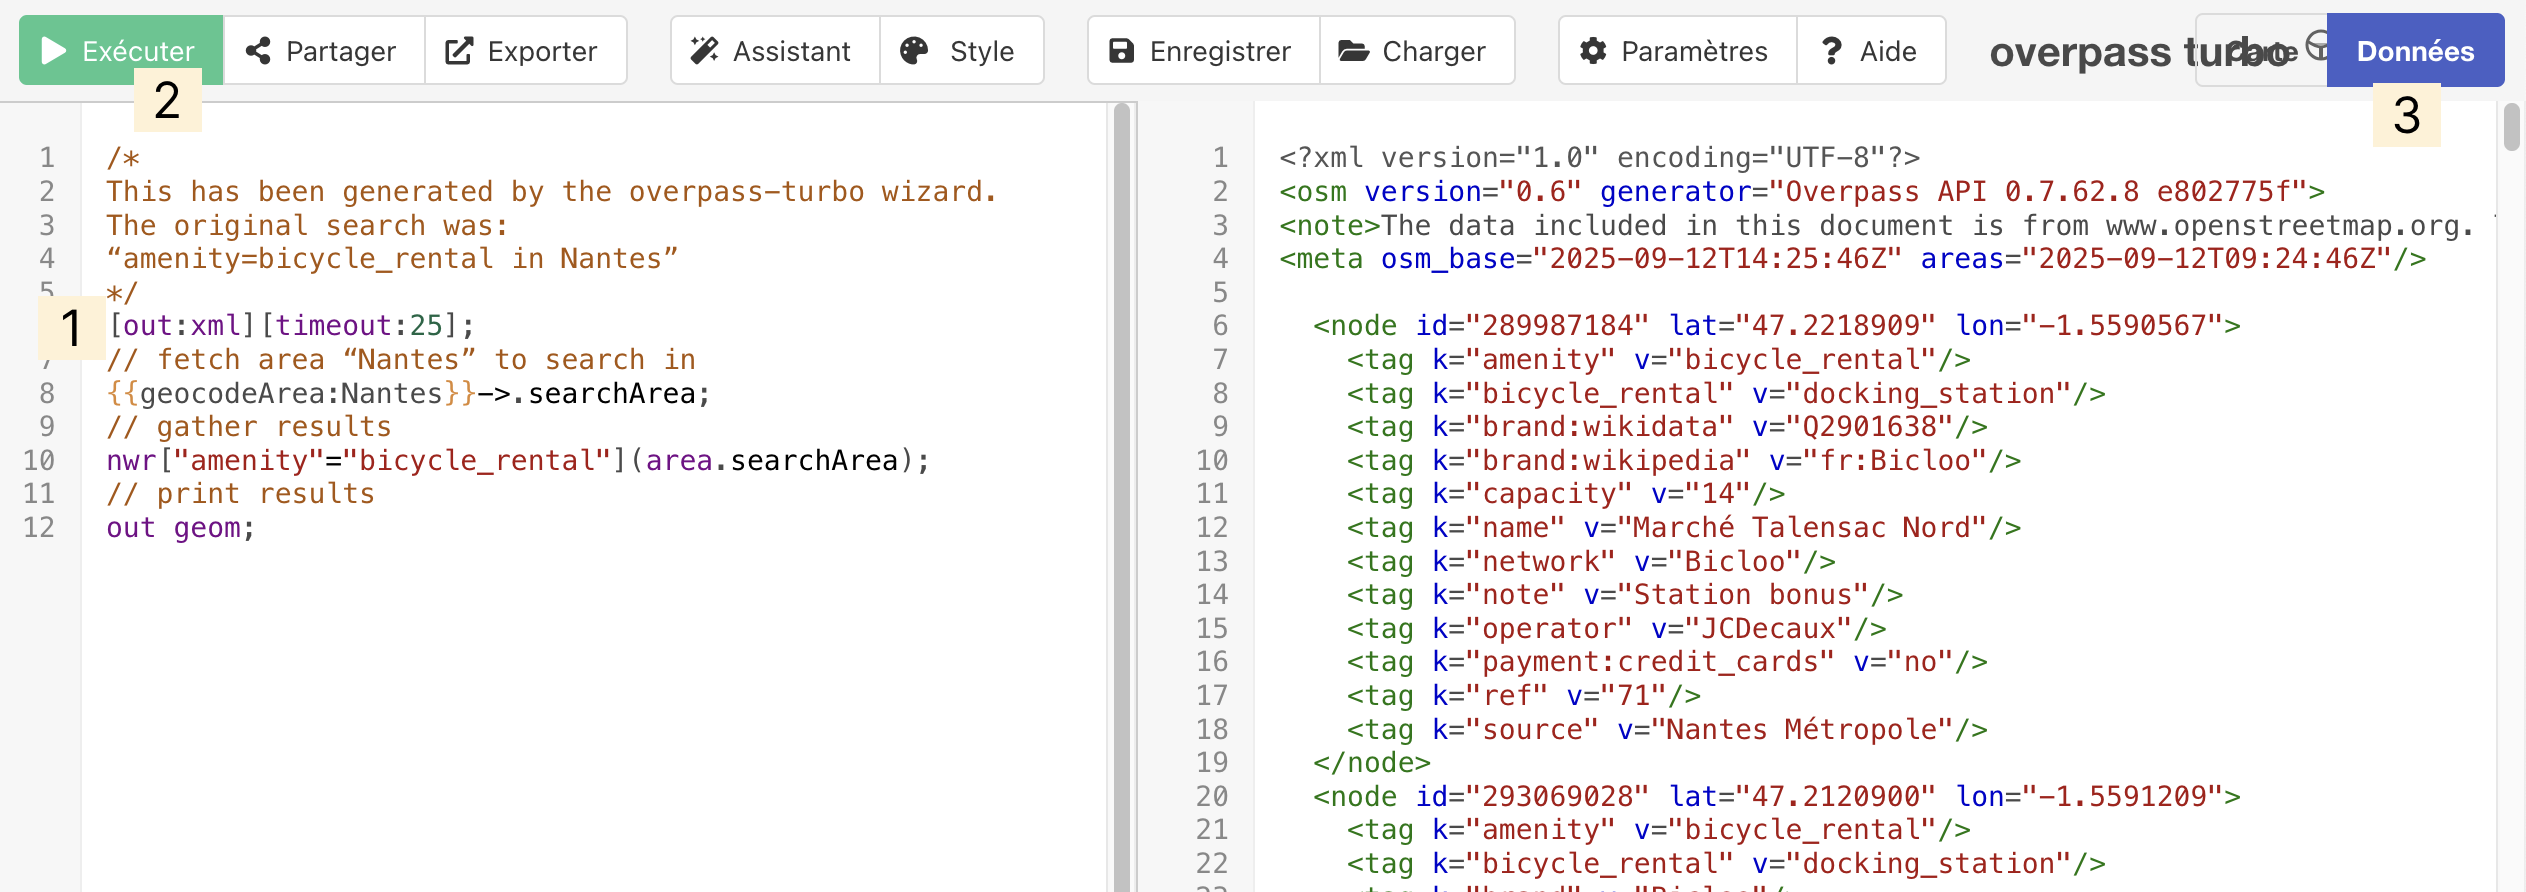 Exécuter Partager Exporter Assistant Style Enregistrer Charger Paramètres Aide overpass turbo Carte Données
2
3
1 /*
2 This has been generated by the overpass-turbo wizard.
3 The original search was:
4 “amenity=bicycle_rental in Nantes”
5 */
1 [out:xml][timeout:25];
7 // fetch area “Nantes” to search in
8 {{geocodeArea:Nantes}}->.searchArea;
9 // gather results
10 nwr["amenity"="bicycle_rental"](area.searchArea);
11 // print results
12 out geom;
1 <?xml version="1.0" encoding="UTF-8"?>
2 <osm version="0.6" generator="Overpass API 0.7.62.8 e802775f">
3 <note>The data included in this document is from www.openstreetmap.org.
4 <meta osm_base="2025-09-12T14:25:46Z" areas="2025-09-12T09:24:46Z"/>
5
6 <node id="289987184" lat="47.2218909" lon="-1.5590567">
7 <tag k="amenity" v="bicycle_rental"/>
8 <tag k="bicycle_rental" v="docking_station"/>
9 <tag k="brand:wikidata" v="Q2901638"/>
10 <tag k="brand:wikipedia" v="fr:Bicloo"/>
11 <tag k="capacity" v="14"/>
12 <tag k="name" v="Marché Talensac Nord"/>
13 <tag k="network" v="Bicloo"/>
14 <tag k="note" v="Station bonus"/>
15 <tag k="operator" v="JCDecaux"/>
16 <tag k="payment:credit_cards" v="no"/>
17 <tag k="ref" v="71"/>
18 <tag k="source" v="Nantes Métropole"/>
19 </node>
20 <node id="293069028" lat="47.2120900" lon="-1.5591209">
21 <tag k="amenity" v="bicycle_rental"/>
22 <tag k="bicycle_rental" v="docking_station"/>